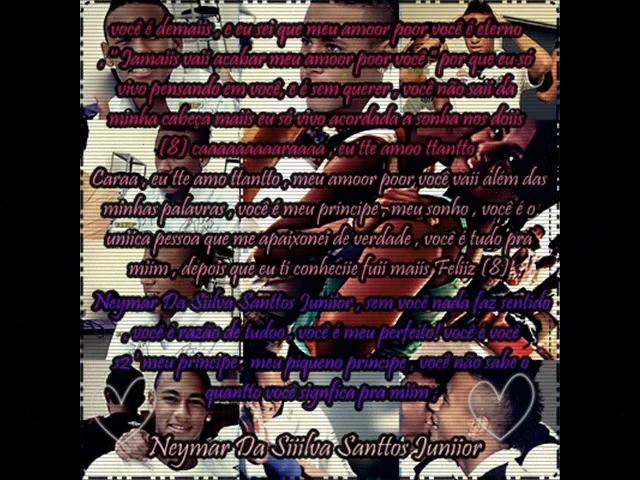 você é demaiis , e eu sei que meu amoor poor você é eterno
, " Jamaiis vaii acabar meu amoor poor você " por que eu só
vivo pensando em você, e é sem querer , você não saii da
minha cabeça maiis eu só vivo acordada a sonha nos doiis
(8) caaaaaaaaaraaaa , eu tte amoo ttantto
Caraa , eu tte amo ttantto , meu amoor poor você vaii além das
minhas palavras , você é meu principe , meu sonho , você é o
uniica pessoa que me apaixonei de verdade , você é tudo pra
miim , depois que eu ti conheciie fuii maiis Feliiz (8)
Neymar Da Siilva Santtos Juniior , sem você nada faz sentido
, você é razão de tudoo , você é meu perfeito! você é você
s2 ' meu principe , meu piqueno principe , você não sabe o
quantto você signfica pra miim .
Neymar Da Siiilva Santtos Juniior